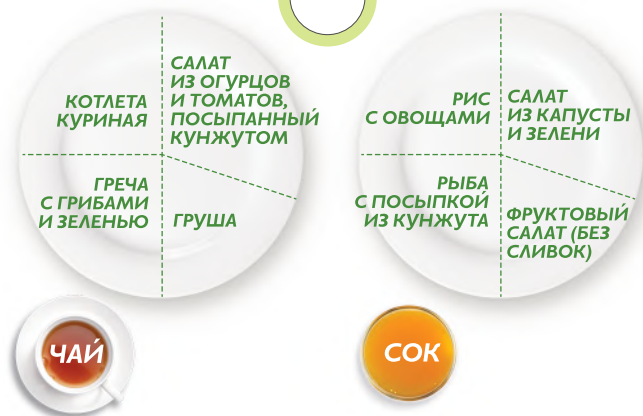 КОТЛЕТА
КУРИНАЯ
САЛАТ
ИЗ ОГУРЦОВ
И ТОМАТОВ,
ПОСЫПАННЫЙ
КУНЖУТОМ
ГРЕЧА
С ГРИБАМИ
И ЗЕЛЕНЬЮ
ГРУША
ЧАЙ
РИС
С ОВОЩАМИ
САЛАТ
ИЗ КАПУСТЫ
И ЗЕЛЕНИ
РЫБА
С ПОСЫПКОЙ
ИЗ КУНЖУТА
ФРУКТОВЫЙ
САЛАТ (БЕЗ
СЛИВОК)
СОК